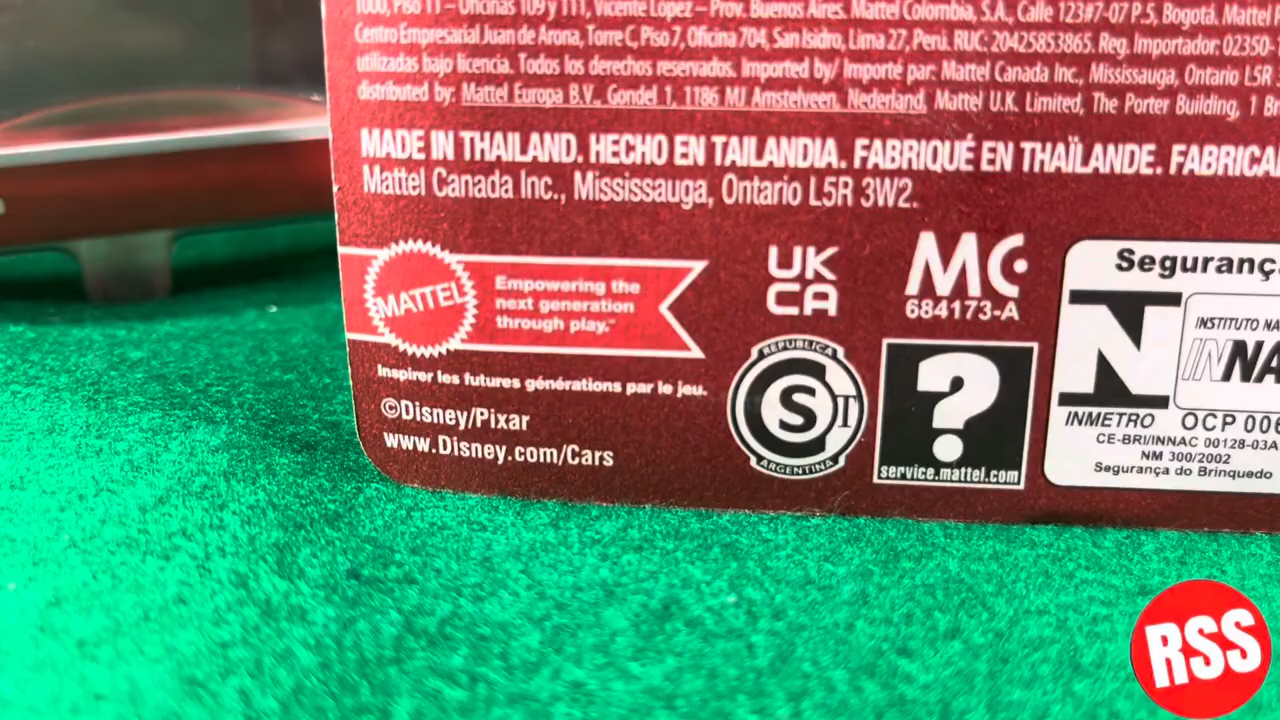 1000, Piso 11 – Oficinas 109 y 111, Vicente López – Prov. Buenos Aires. Mattel Colombia, S.A., Calle 123#7-07 P.5, Bogotá. Mattel
Centro Empresarial Juan de Arona, Torre C, Piso 7, Oficina 704, San Isidro, Lima 27, Perú. RUC: 20425853865. Reg. Importador: 02350-
utilizadas bajo licencia. Todos los derechos reservados. Imported by/ Importé par: Mattel Canada Inc., Mississauga, Ontario L5R
distributed by: Mattel Europa B.V., Gondel 1, 1186 MJ Amstelveen, Nederland, Mattel U.K. Limited, The Porter Building, 1
MADE IN THAILAND. HECHO EN TAILANDIA. FABRIQUÉ EN THAÏLANDE. FABRICA
Mattel Canada Inc., Mississauga, Ontario L5R 3W2.
MATTEL
Empowering the
next generation
through play.™
Inspirer les futures générations par le jeu.
©Disney/Pixar
www.Disney.com/Cars
UK
CA
MC
684173-A
REPUBLICA
S T
ARGENTINA
?
service.mattel.com
Seguranç
N
INSTITUTO NA
INNA
INMETRO OCP 006
CE-BRI/INNAC 00128-03A
NM 300/2002
Segurança do Brinquedo
RSS